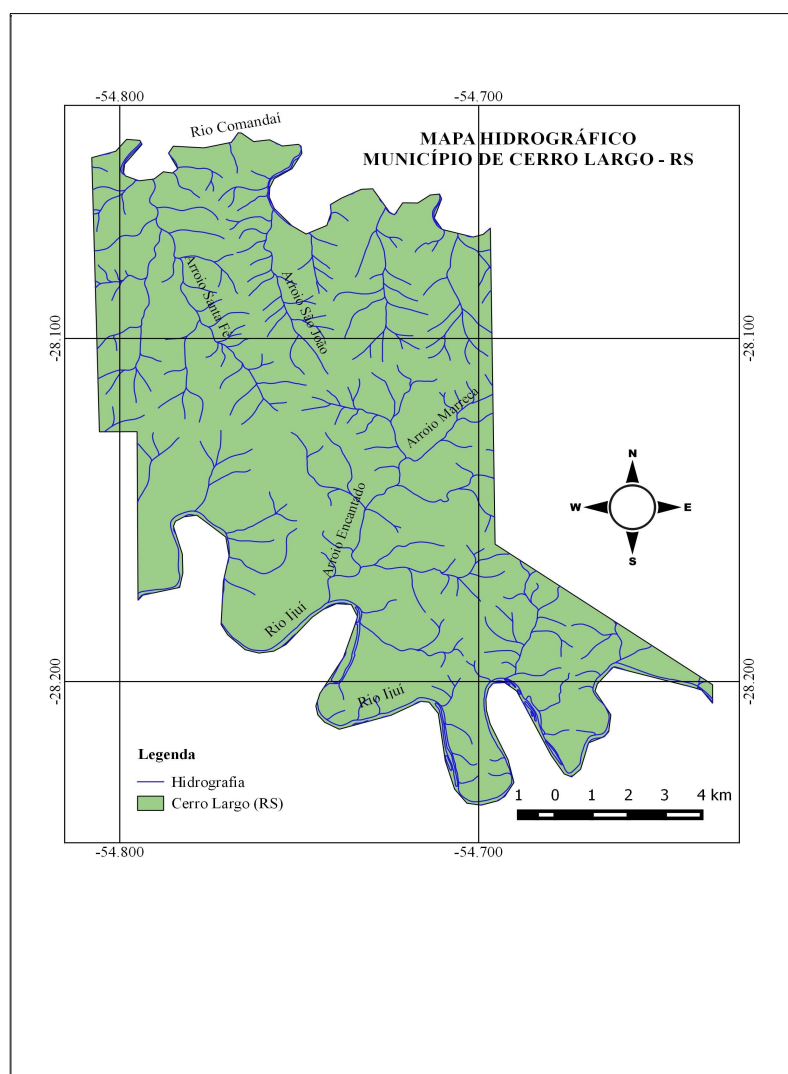 -54.800
-54.700
Rio Comandaí
MAPA HIDROGRÁFICO
MUNICÍPIO DE CERRO LARGO - RS
Arroio Santa Fé
Arroio São João
-28.100
-28.100
Arroio Marreca
N
W
E
S
Arroio Encantado
Rio Ijuí
Rio Ijuí
-28.200
-28.200
Legenda
Hidrografia
Cerro Largo (RS)
1 0 1 2 3 4 km
-54.800
-54.700